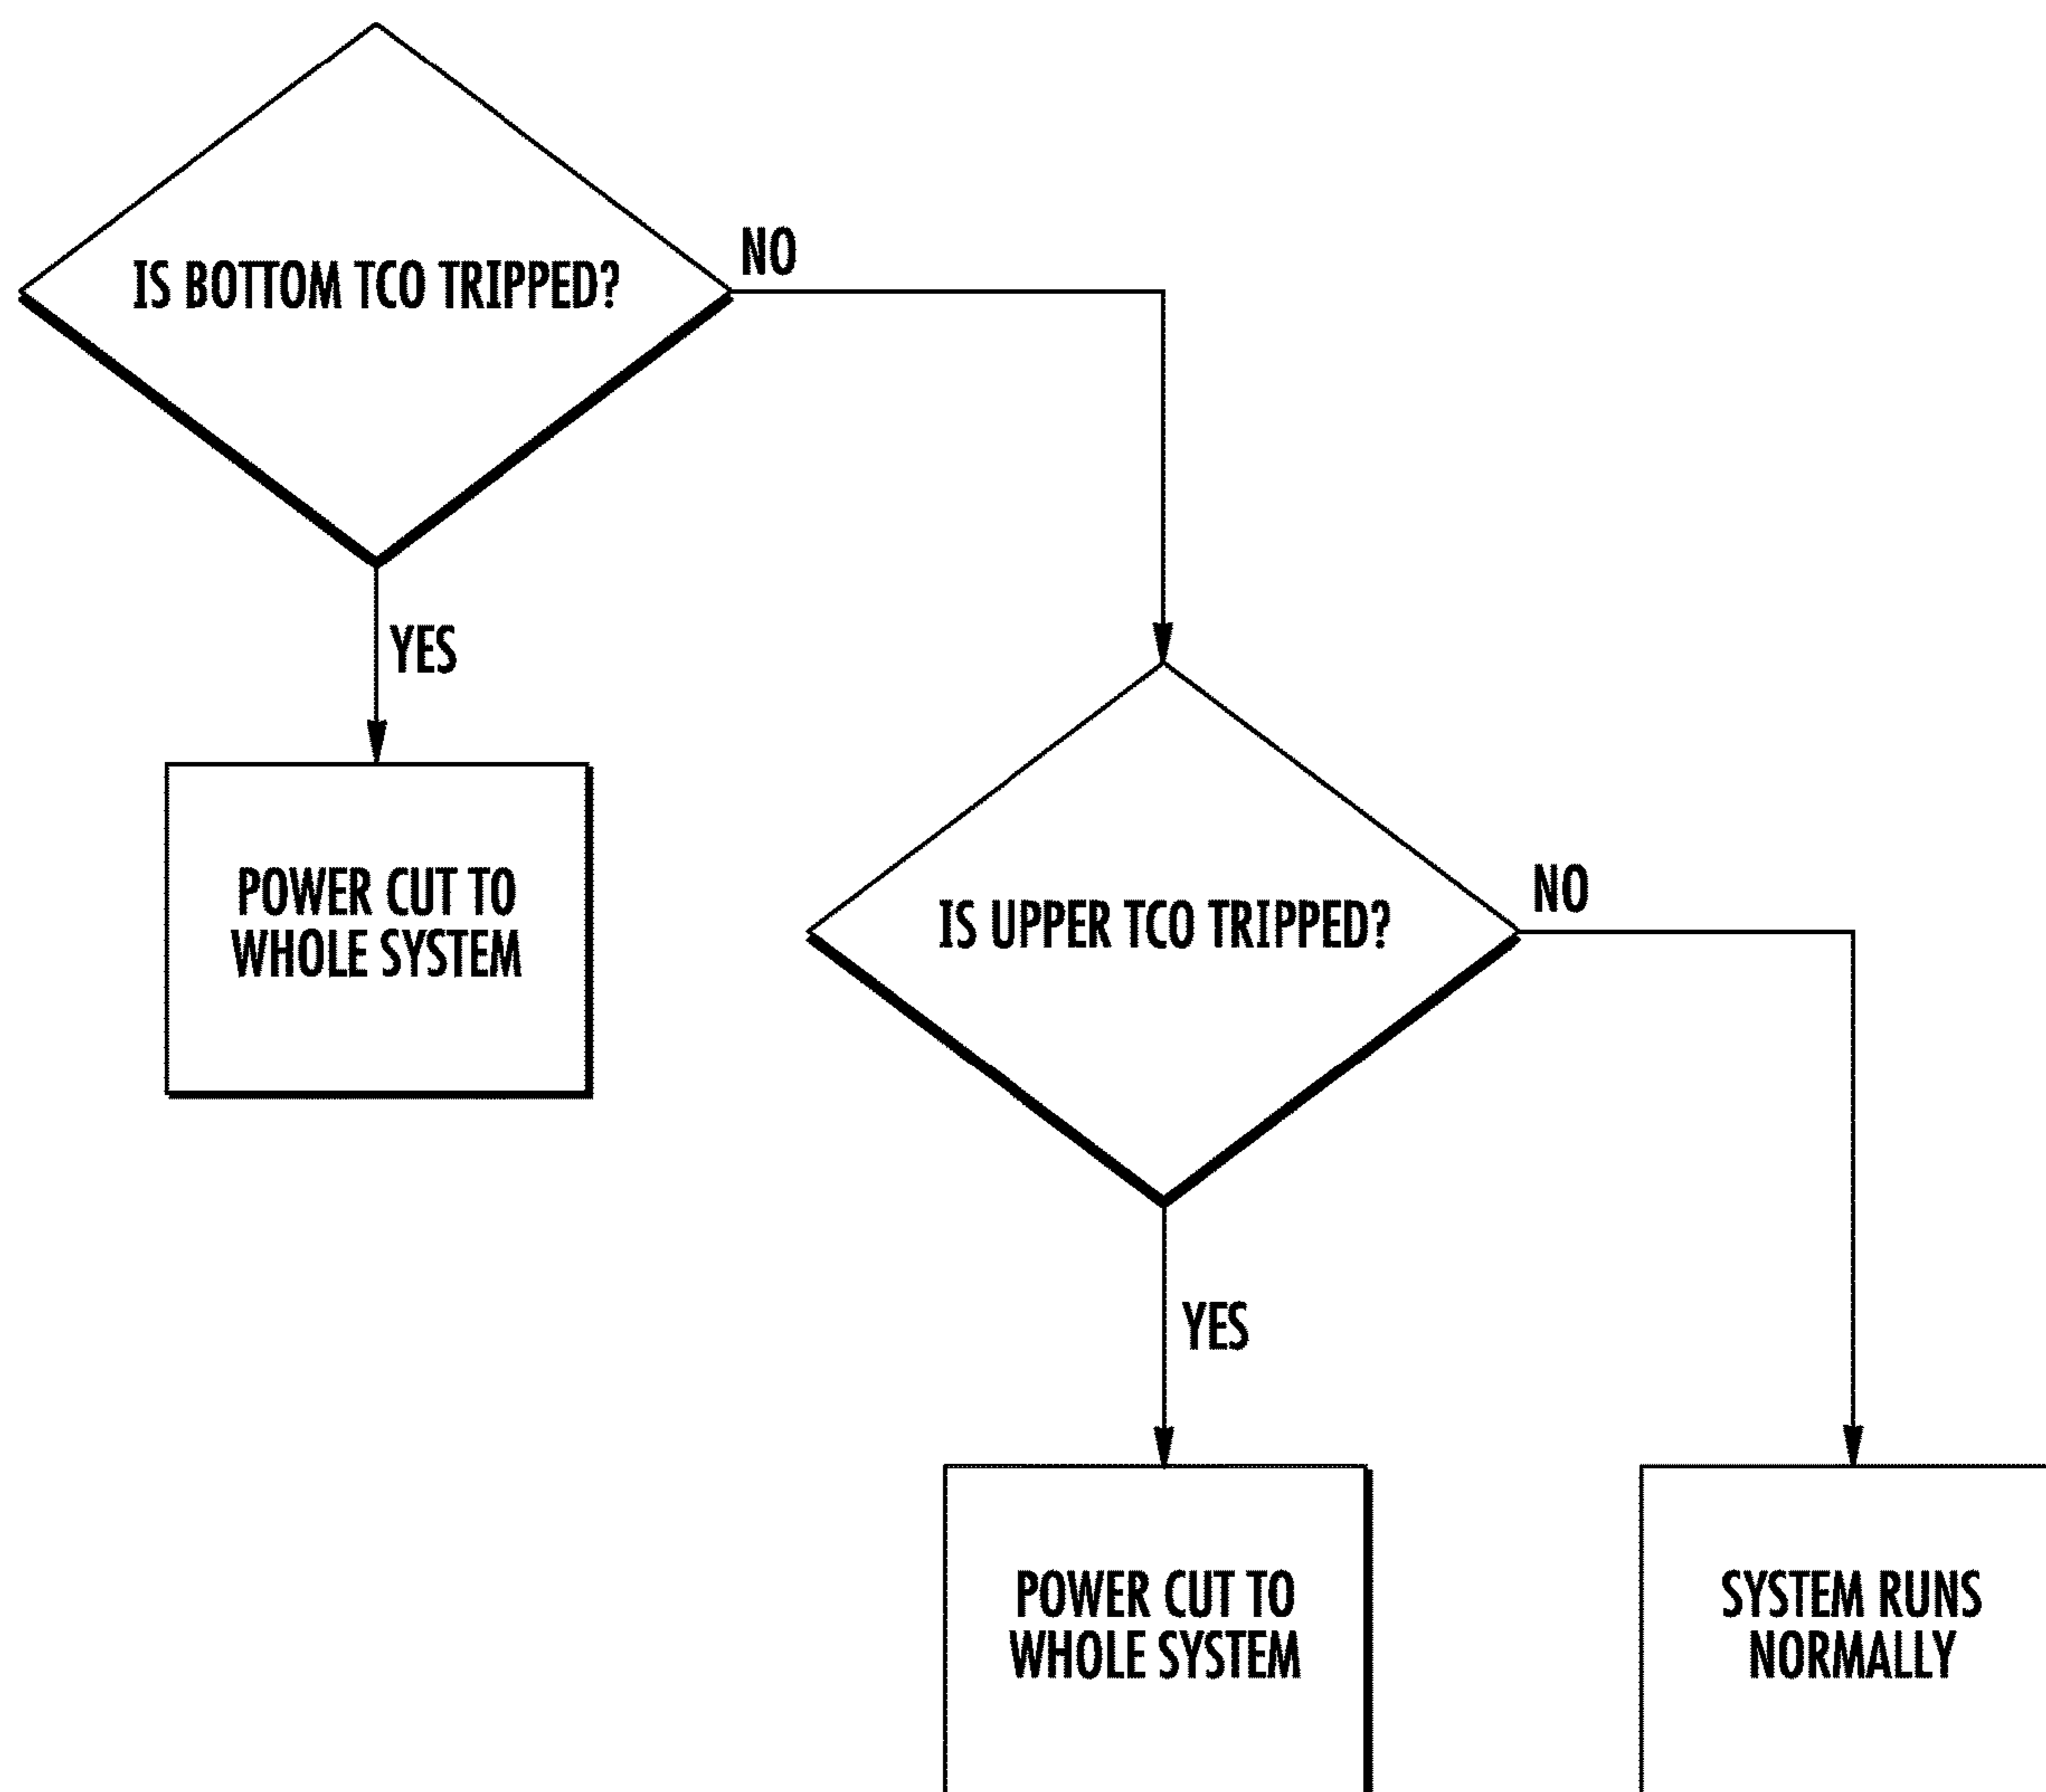 IS BOTTOM TCO TRIPPED?
NO
YES
POWER CUT TO
WHOLE SYSTEM
IS UPPER TCO TRIPPED?
NO
YES
POWER CUT TO
WHOLE SYSTEM
SYSTEM RUNS
NORMALLY